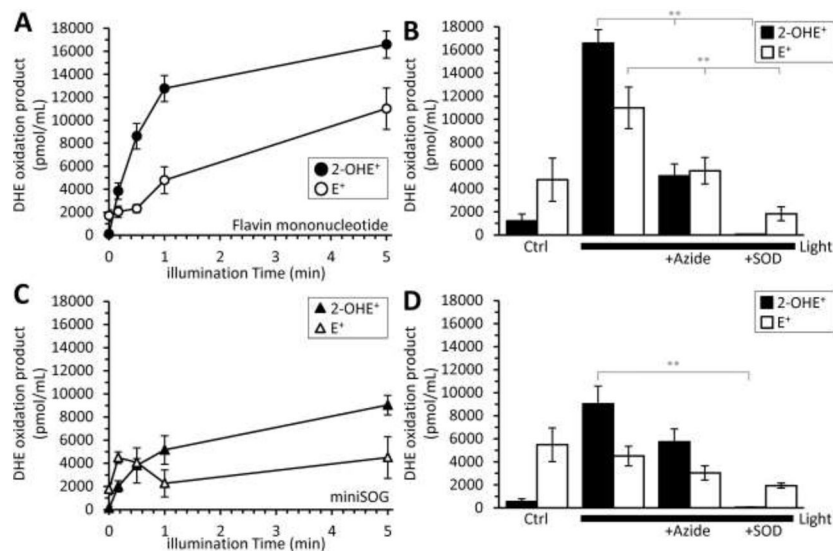 A
18000
16000
14000
12000
10000
8000
6000
4000
2000
0
DHE oxidation product
(pmol/mL)
2-OHE⁺
E⁺
Flavin mononucleotide
0 1 2 3 4 5
illumination Time (min)
B
18000
16000
14000
12000
10000
8000
6000
4000
2000
0
DHE oxidation product
(pmol/mL)
**
**
2-OHE⁺
E⁺
Ctrl
Light
+Azide +SOD
C
18000
16000
14000
12000
10000
8000
6000
4000
2000
0
DHE oxidation product
(pmol/mL)
2-OHE⁺
E⁺
miniSOG
0 1 2 3 4 5
illumination Time (min)
D
18000
16000
14000
12000
10000
8000
6000
4000
2000
0
DHE oxidation product
(pmol/mL)
**
2-OHE⁺
E⁺
Ctrl
Light
+Azide +SOD